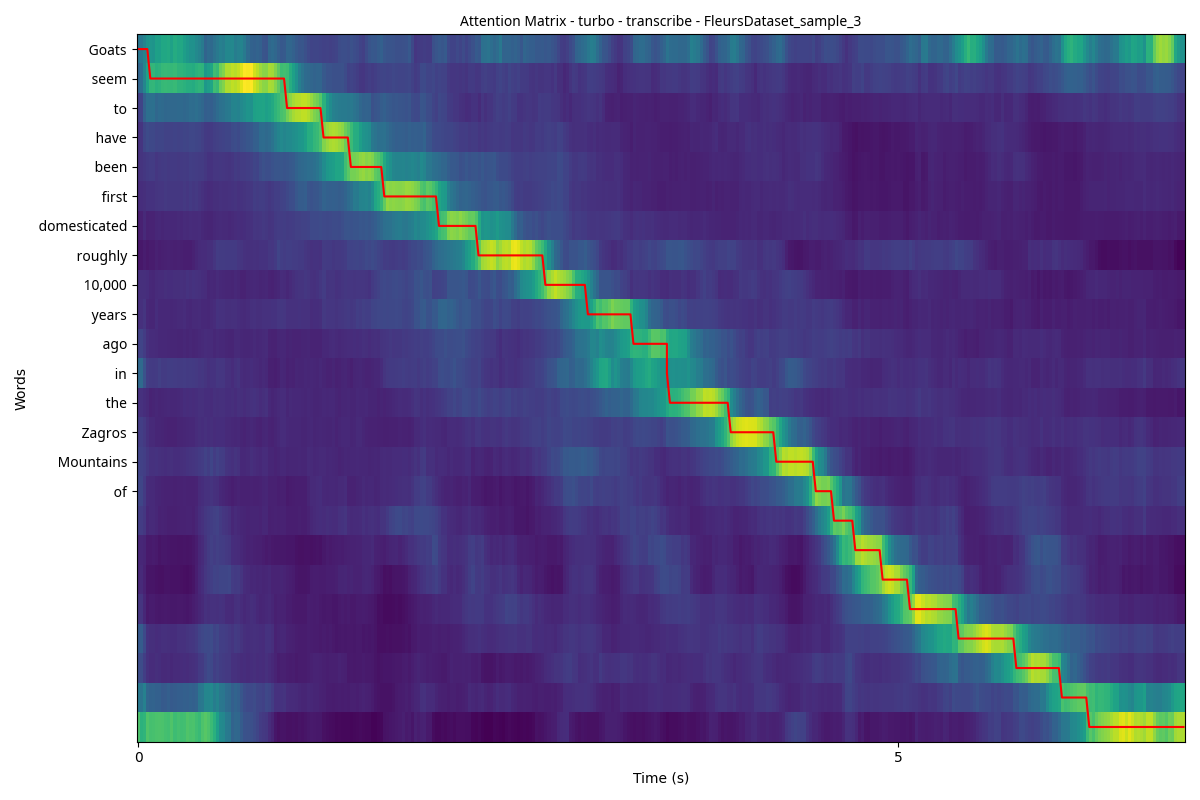 Attention Matrix - turbo - transcribe - FleursDataset_sample_3
Goats
seem
to
have
been
first
domesticated
roughly
10,000
years
ago
in
the
Zagros
Mountains
of
Words
0
5
Time (s)